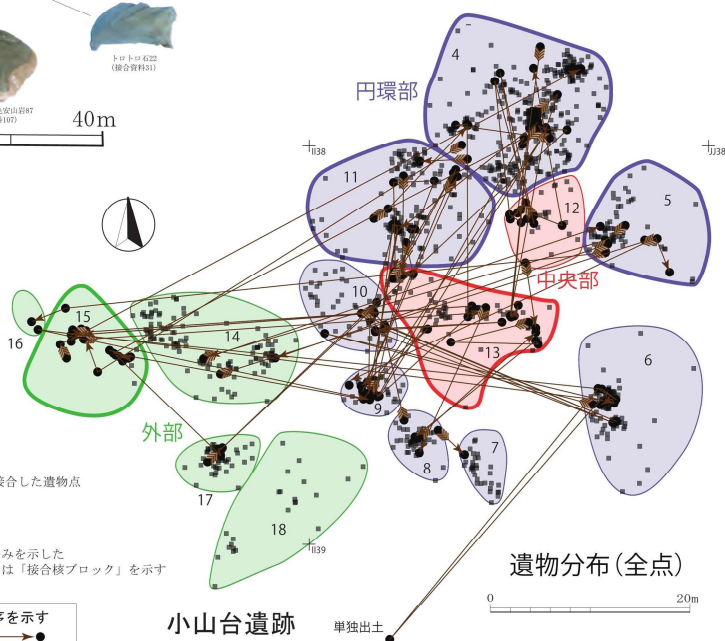 トロトロ石22
(接合資料31)
安山岩87
107)
40m
円環部
4
II38
JJ38
11
12
5
中央部
10
16
15
14
13
6
9
外部
8
7
17
18
II39
接合した遺物点
みを示した
は「接合核ブロック」を示す
序を示す
遺物分布(全点)
0
20m
小山台遺跡
単独出土